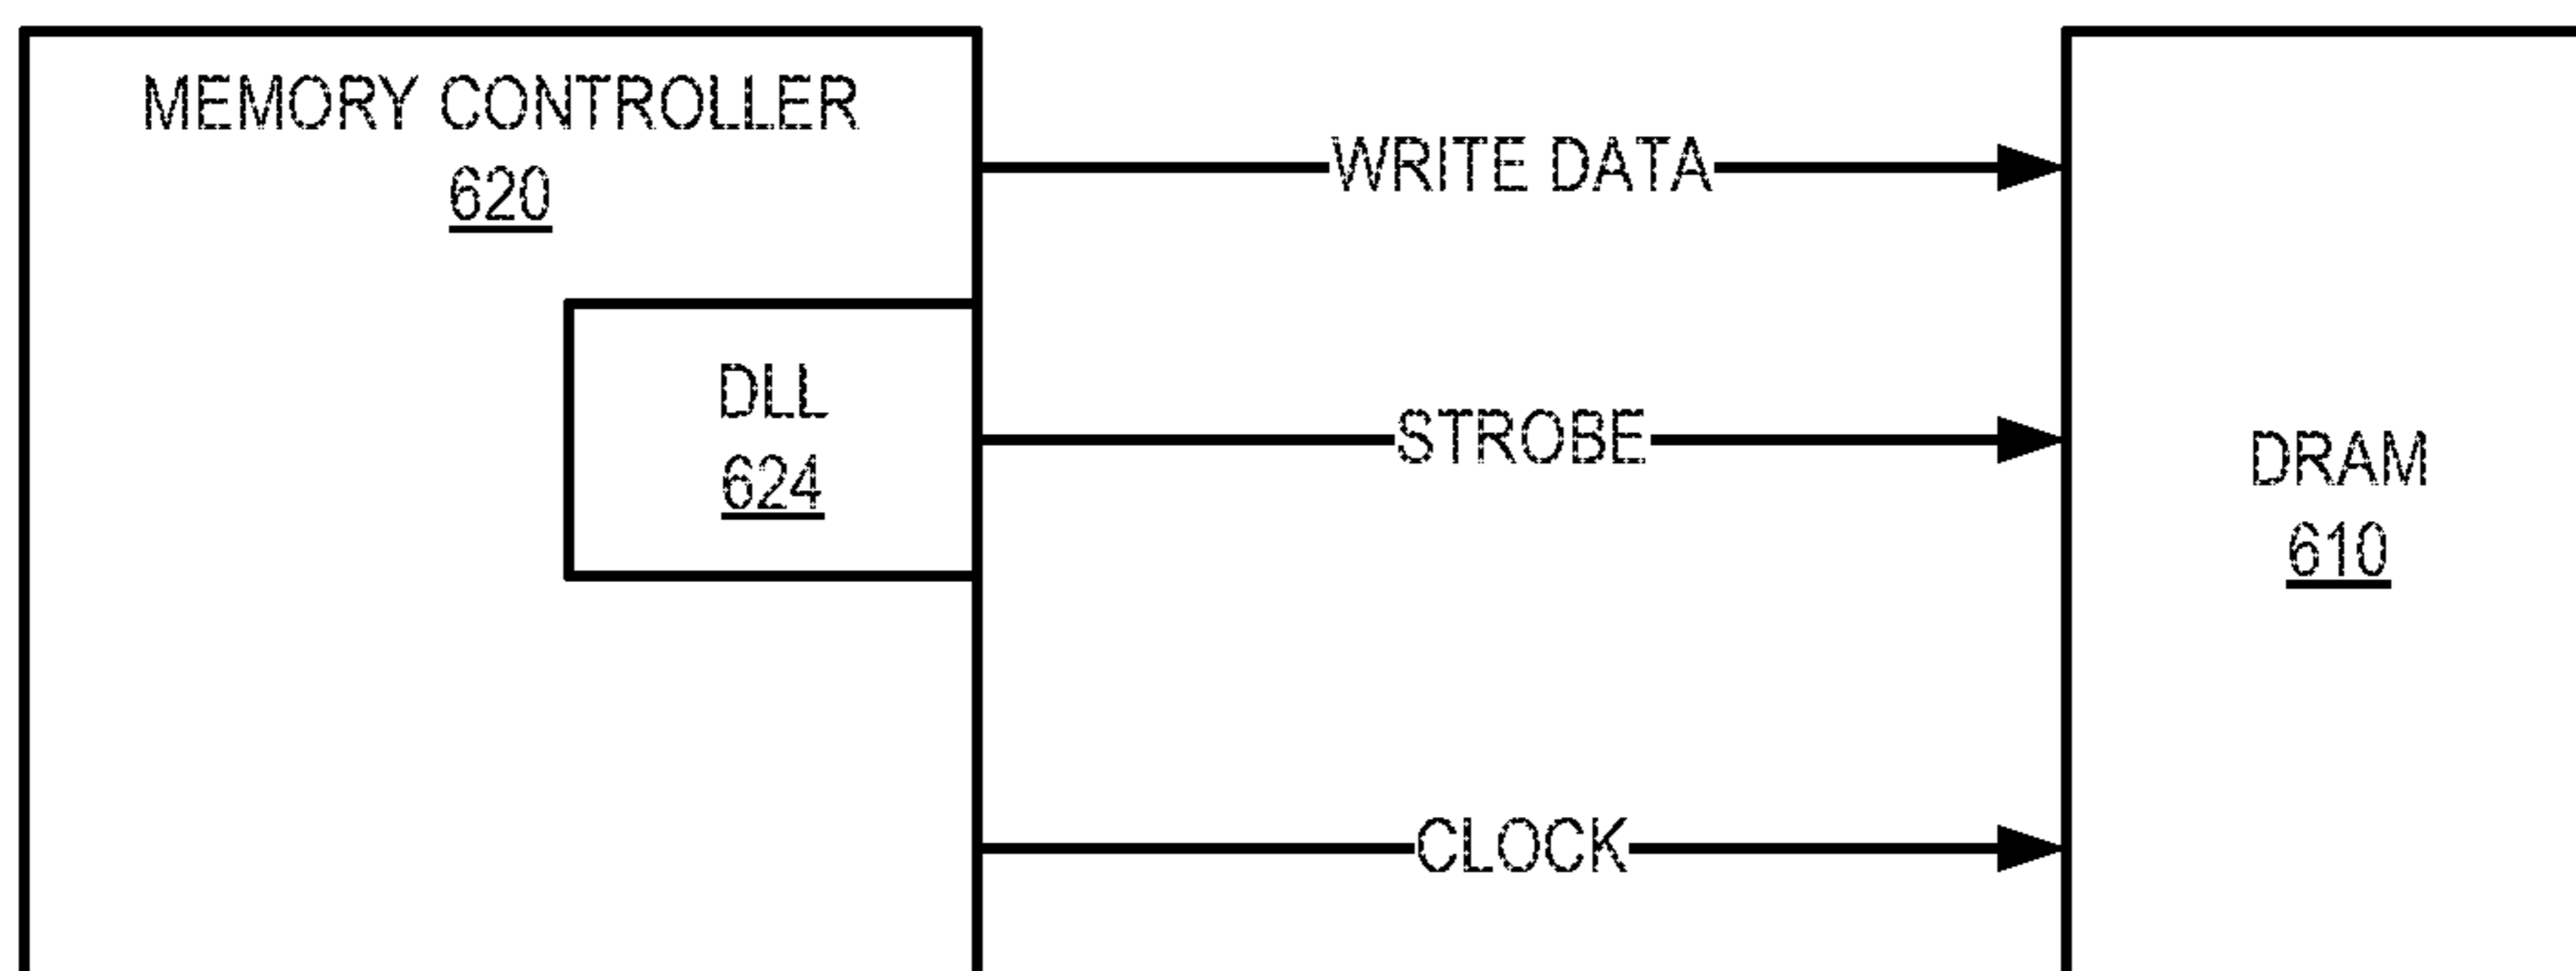 MEMORY CONTROLLER
620
WRITE DATA
DLL
624
STROBE
DRAM
610
CLOCK